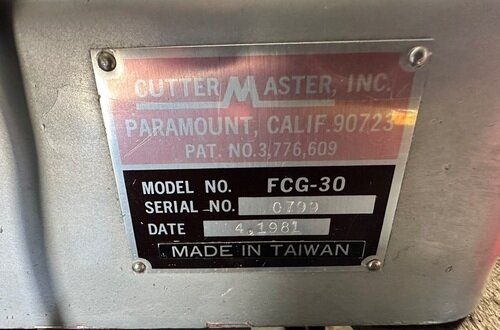 CUTTER MASTER, INC.
PARAMOUNT, CALIF. 90723
PAT. NO. 3,776,609
MODEL NO. FCG-30
SERIAL NO. 0799
DATE 4,1981
MADE IN TAIWAN